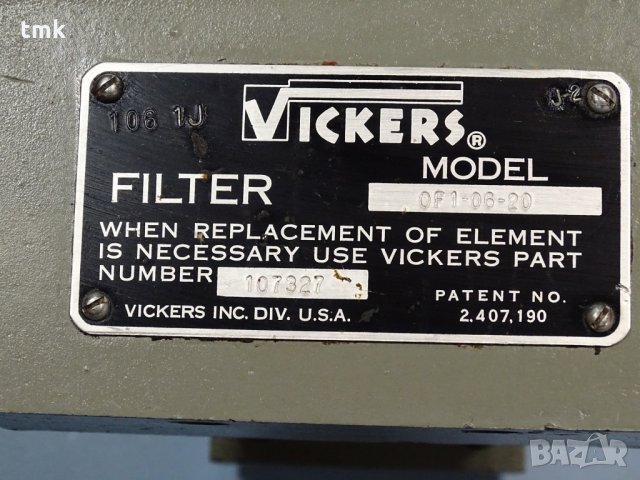 tmk
106 1J
J-2
VICKERS®
MODEL
FILTER
OF1-06-20
WHEN REPLACEMENT OF ELEMENT
IS NECESSARY USE VICKERS PART
NUMBER 107327
PATENT NO.
VICKERS INC. DIV. U.S.A.
2,407,190
BAZAR